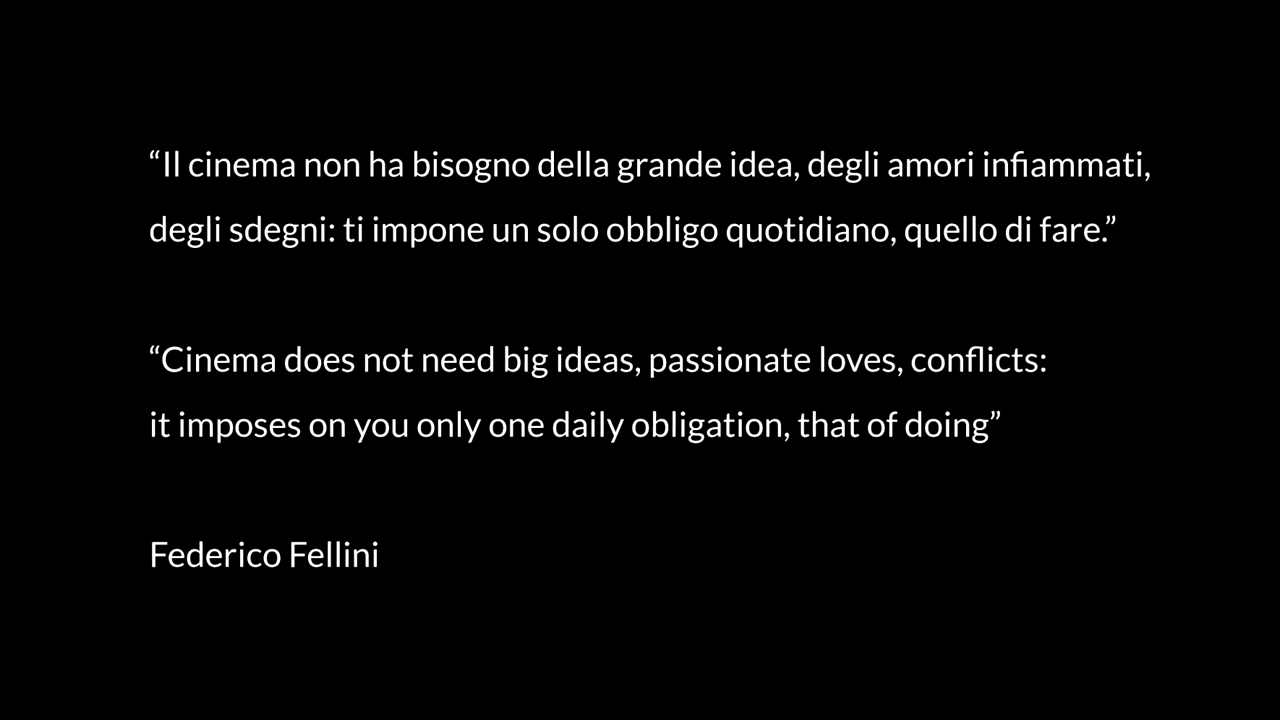 “Il cinema non ha bisogno della grande idea, degli amori infiammati,
degli sdegni: ti impone un solo obbligo quotidiano, quello di fare.”
“Cinema does not need big ideas, passionate loves, conflicts:
it imposes on you only one daily obligation, that of doing”
Federico Fellini